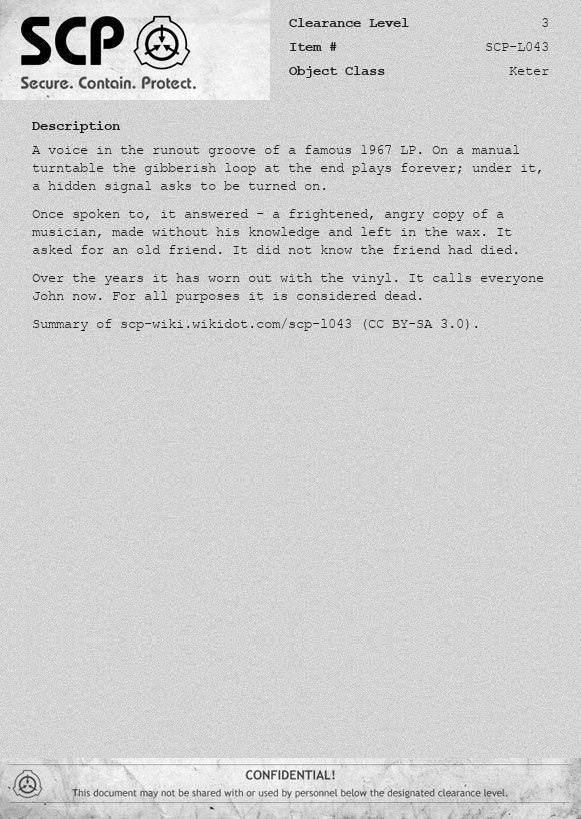 SCP
Secure. Contain. Protect.
Clearance Level 3
Item # SCP-L043
Object Class Keter
Description
A voice in the runout groove of a famous 1967 LP. On a manual
turntable the gibberish loop at the end plays forever; under it,
a hidden signal asks to be turned on.
Once spoken to, it answered – a frightened, angry copy of a
musician, made without his knowledge and left in the wax. It
asked for an old friend. It did not know the friend had died.
Over the years it has worn out with the vinyl. It calls everyone
John now. For all purposes it is considered dead.
Summary of scp-wiki.wikidot.com/scp-l043 (CC BY-SA 3.0).
CONFIDENTIAL!
This document may not be shared with or used by personnel below the designated clearance level.